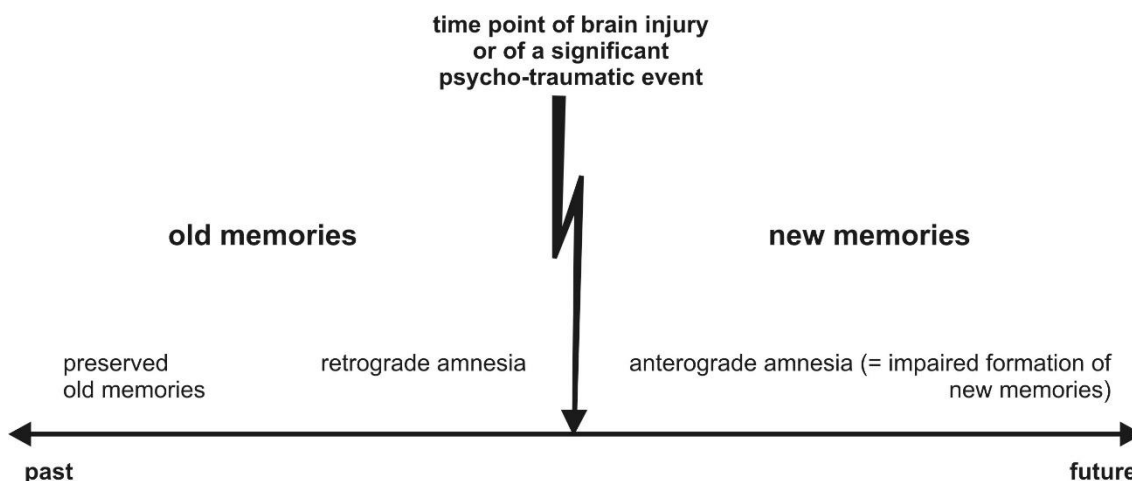 time point of brain injury
or of a significant
psycho-traumatic event
old memories
new memories
preserved
old memories
retrograde amnesia
anterograde amnesia (= impaired formation of
new memories)
past
future